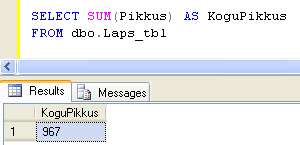 SELECT SUM(Pikkus) AS KoguPikkus
FROM dbo.Laps_tbl
Results Messages
KoguPikkus
1 967